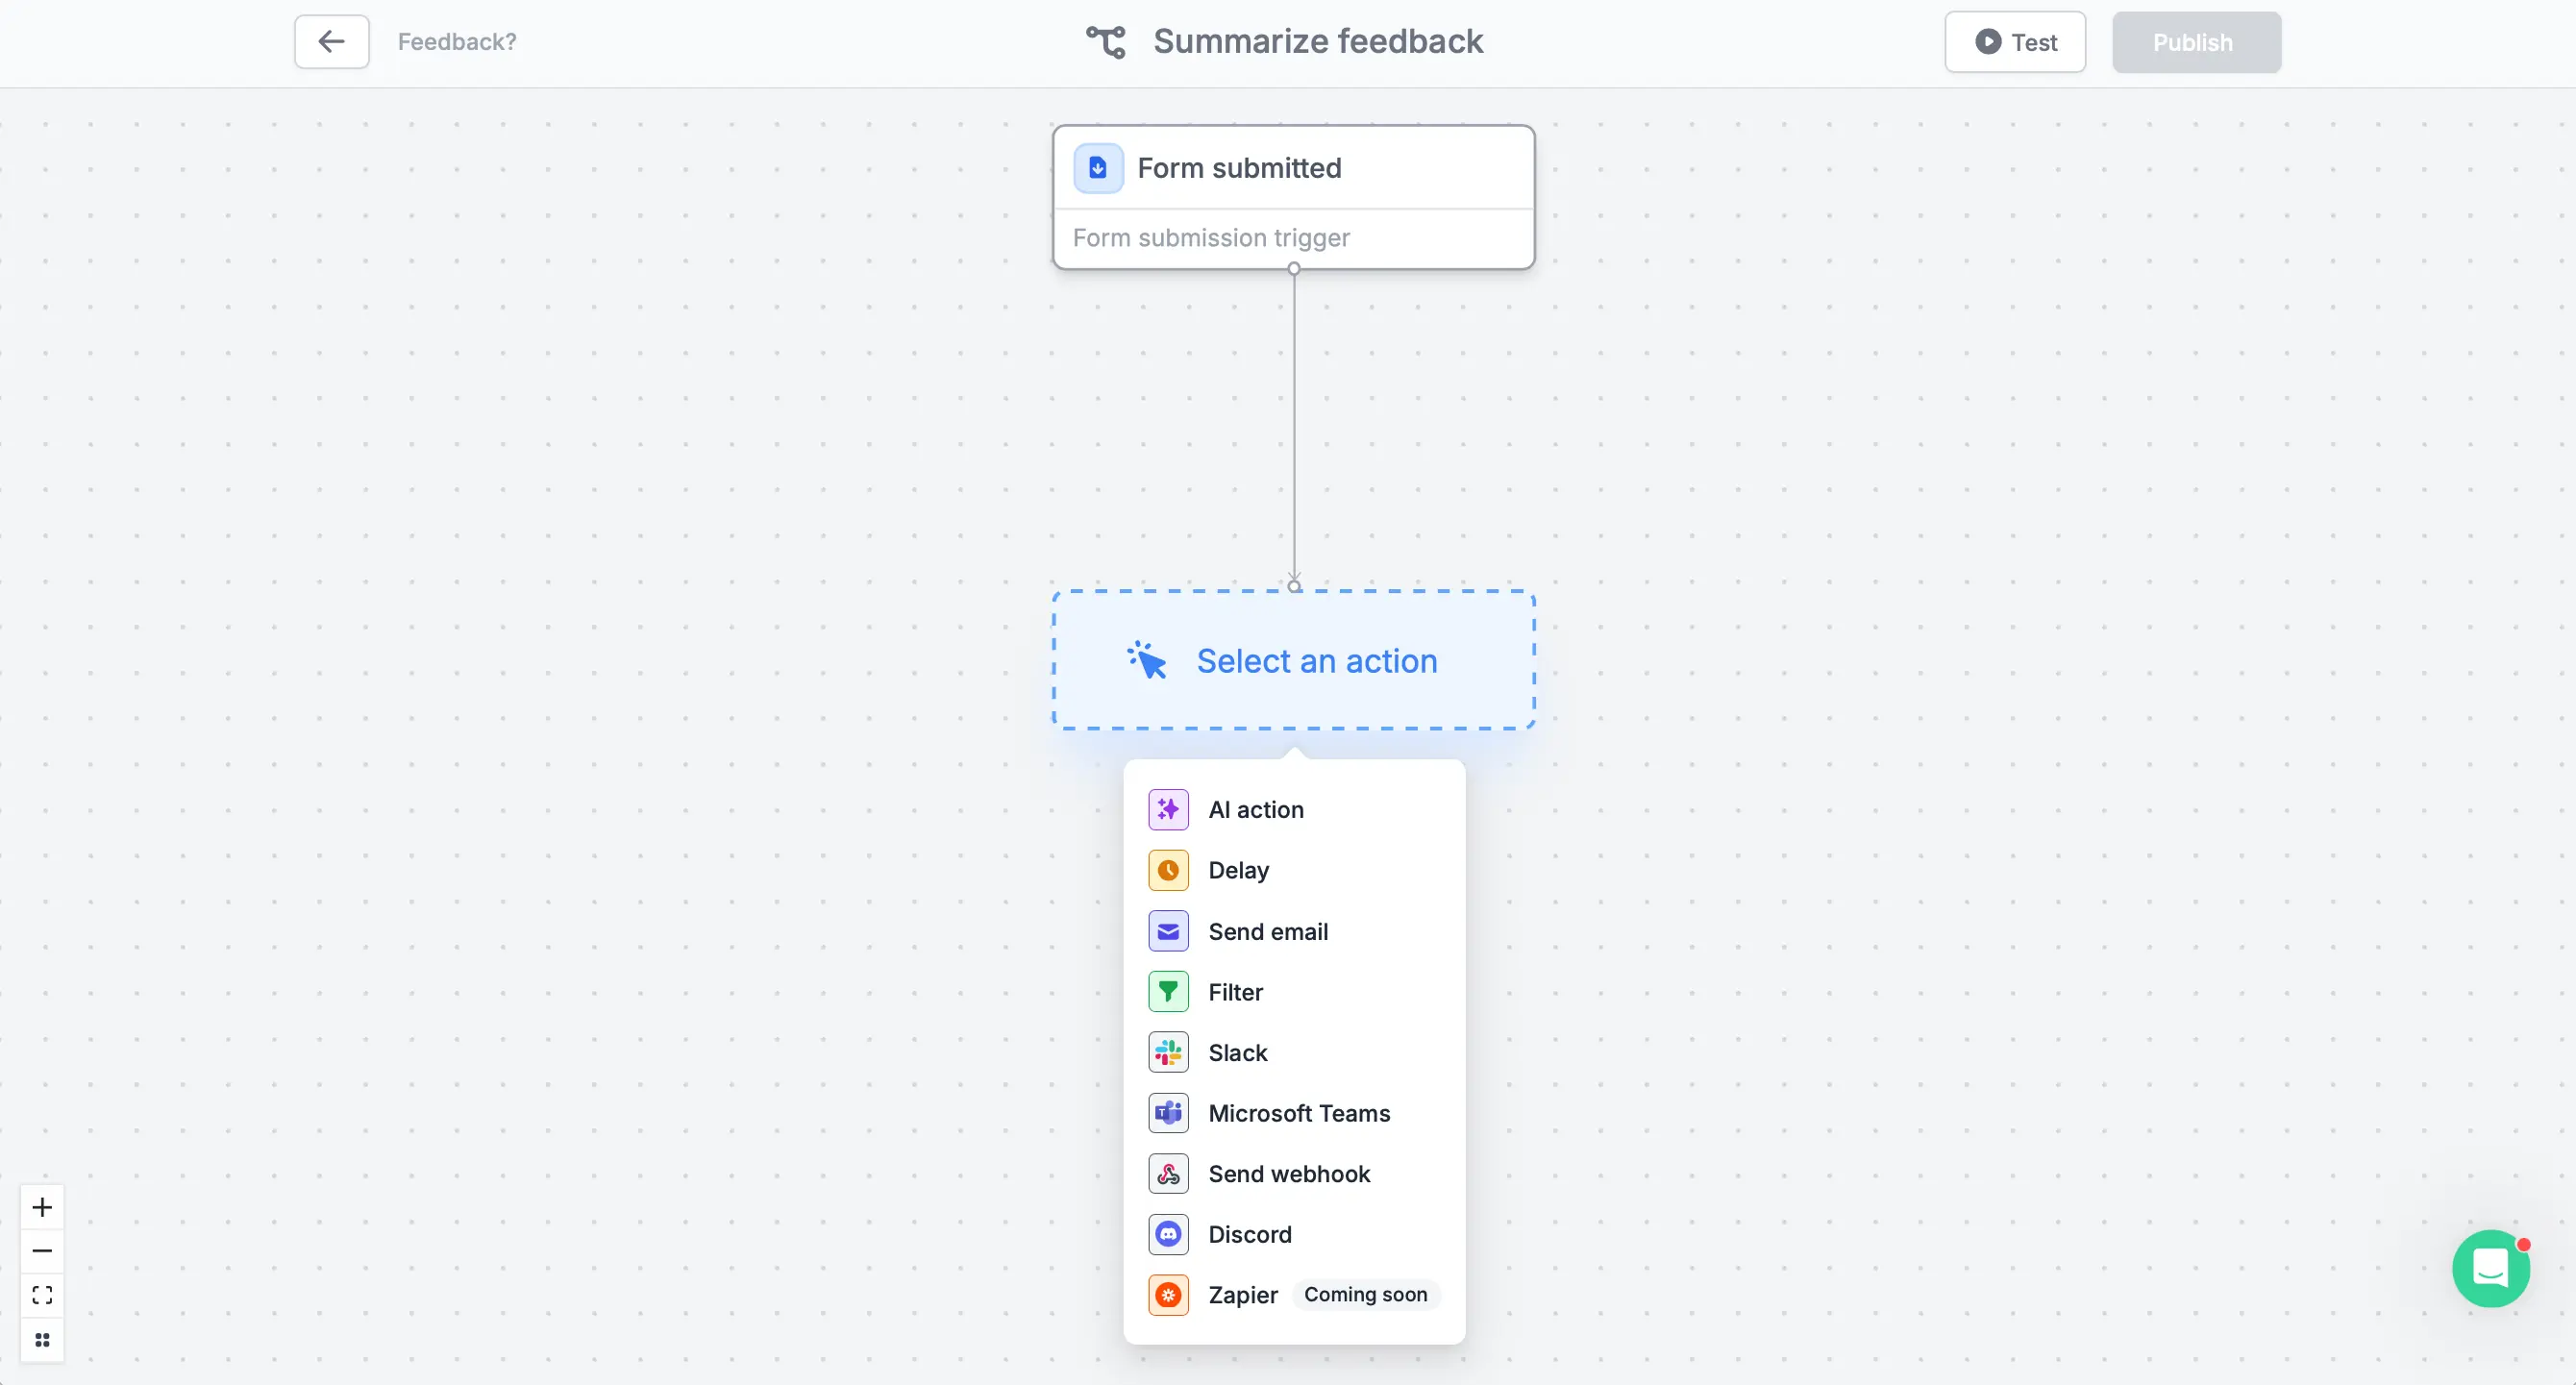 Feedback?
Summarize feedback
Test
Publish
Form submitted
Form submission trigger
Select an action
AI action
Delay
Send email
Filter
Slack
Microsoft Teams
Send webhook
Discord
Zapier Coming soon